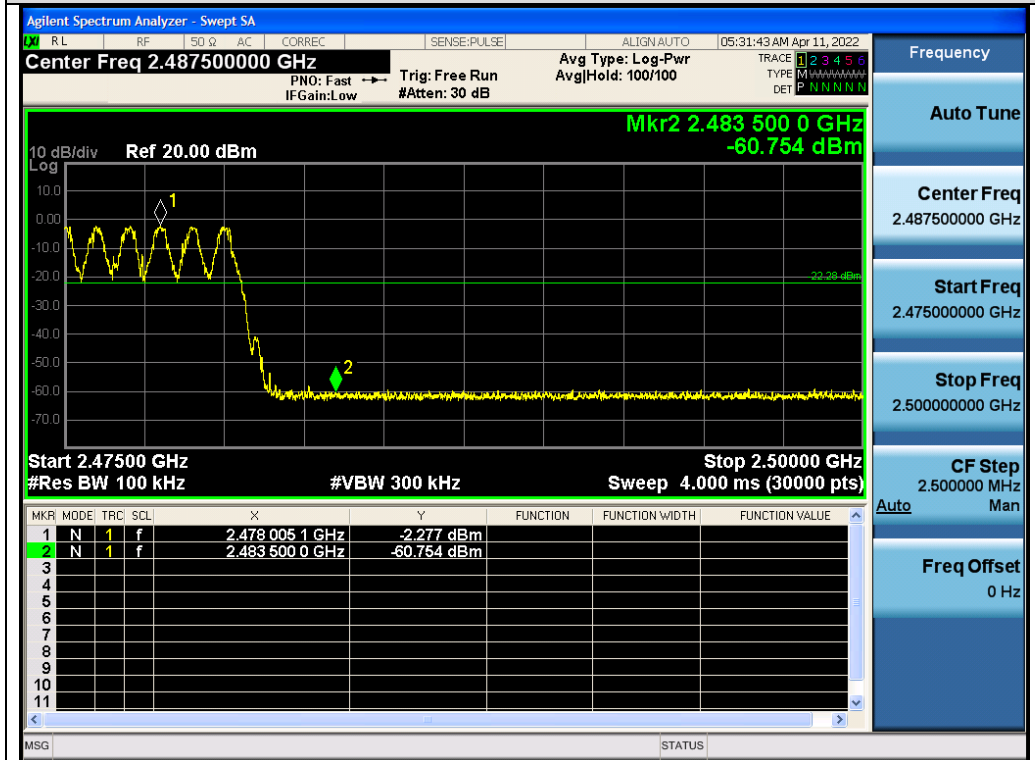 Agilent Spectrum Analyzer - Swept SA
LXI RL RF 50 Ω AC CORREC SENSE:PULSE ALIGN AUTO 05:31:43 AM Apr 11, 2022
Center Freq 2.487500000 GHz
PNO: Fast
IFGain:Low
Trig: Free Run
#Atten: 30 dB
Avg Type: Log-Pwr
Avg|Hold: 100/100
TRACE 1 2 3 4 5 6
TYPE M
DET P N N N N N
Mkr2 2.483 500 0 GHz
-60.754 dBm
10 dB/div Ref 20.00 dBm
Log
10.0
0.00
-10.0
-20.0
-30.0
-40.0
-50.0
-60.0
-70.0
1
2
22.28 dBm
Start 2.47500 GHz Stop 2.50000 GHz
#Res BW 100 kHz #VBW 300 kHz Sweep 4.000 ms (30000 pts)
MKR MODE TRC SCL X Y FUNCTION FUNCTION WIDTH FUNCTION VALUE
1 N 1 f 2.478 005 1 GHz -2.277 dBm
2 N 1 f 2.483 500 0 GHz -60.754 dBm
3
4
5
6
7
8
9
10
11
MSG STATUS
Frequency
Auto Tune
Center Freq
2.487500000 GHz
Start Freq
2.475000000 GHz
Stop Freq
2.500000000 GHz
CF Step
2.500000 MHz
Auto Man
Freq Offset
0 Hz